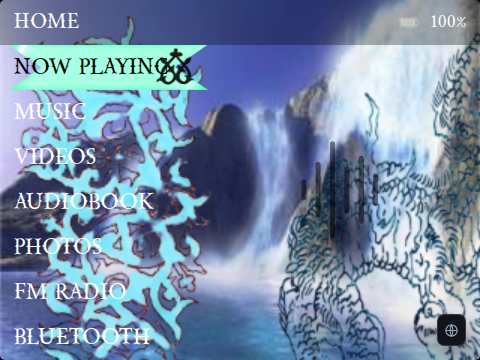 HOME
100%
NOW PLAYING
MUSIC
VIDEOS
AUDIOBOOK
PHOTOS
FM RADIO
BLUETOOTH